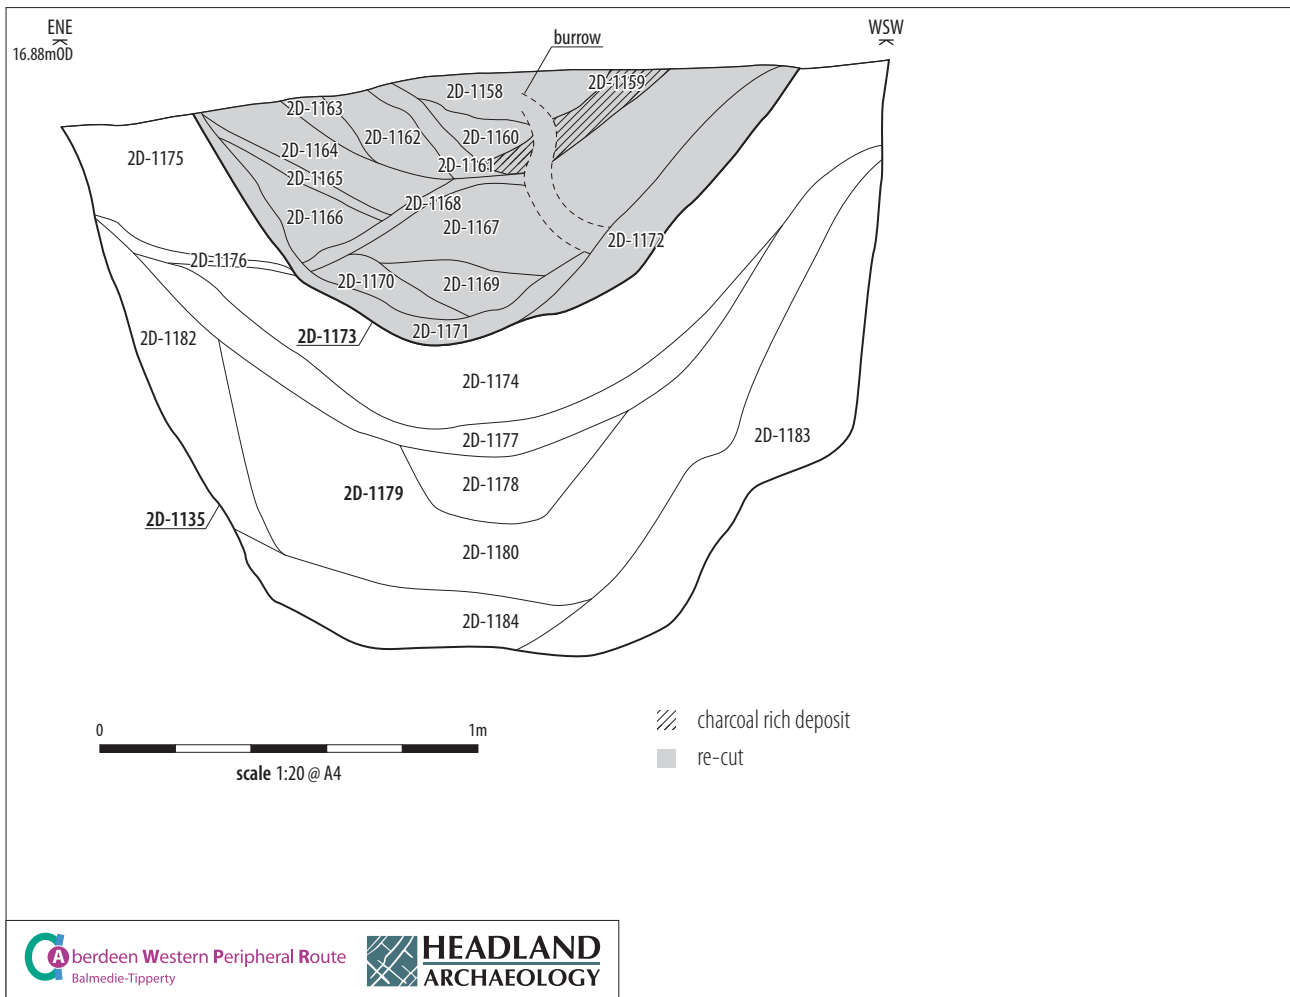 ENE
WSW
16.88mOD
burrow
2D-1158
2D-1159
2D-1163
2D-1162
2D-1160
2D-1175
2D-1164
2D-1161
2D-1165
2D-1168
2D-1166
2D-1167
2D-1172
2D-1176
2D-1170
2D-1169
2D-1182
2D-1173
2D-1171
2D-1174
2D-1177
2D-1183
2D-1178
2D-1179
2D-1135
2D-1180
2D-1184
0
1m
scale 1:20 @ A4
charcoal rich deposit
re-cut
Aberdeen Western Peripheral Route
Balmedie-Tipperty
HEADLAND
ARCHAEOLOGY